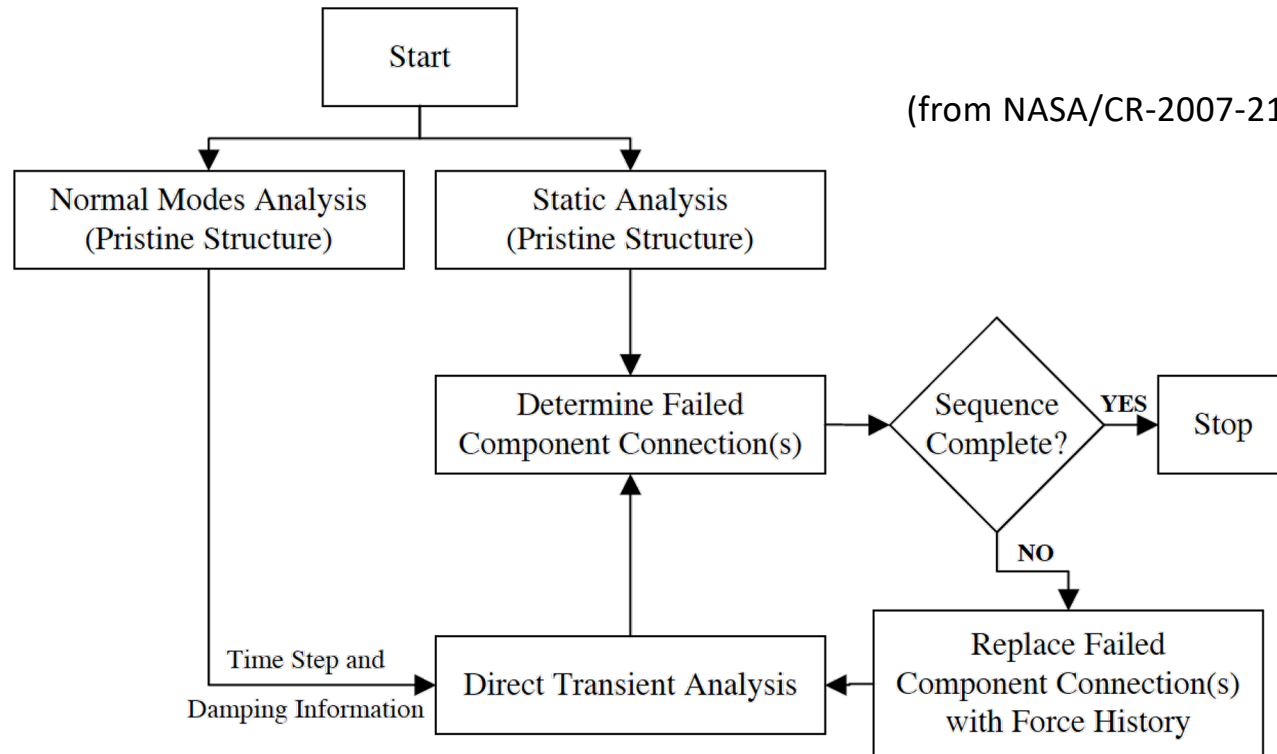 Start
(from NASA/CR-2007-21
Normal Modes Analysis
(Pristine Structure)
Static Analysis
(Pristine Structure)
Determine Failed
Component Connection(s)
Sequence
Complete?
YES
Stop
NO
Time Step and
Damping Information
Direct Transient Analysis
Replace Failed
Component Connection(s)
with Force History